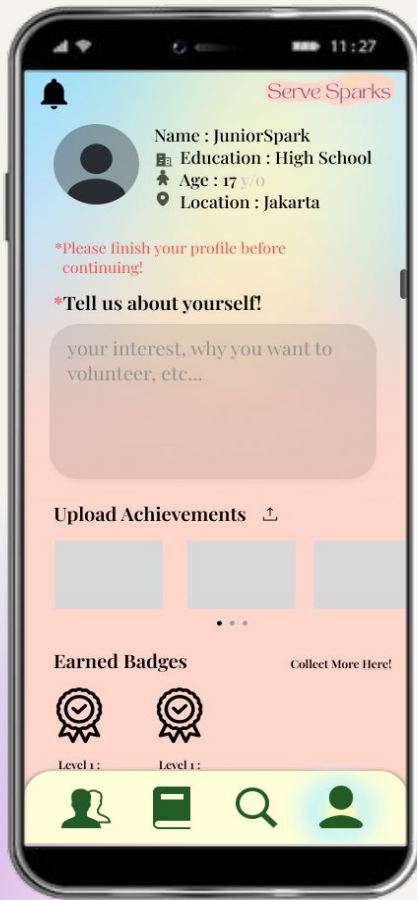 11:27
Serve Sparks
Name : JuniorSpark
Education : High School
Age : 17 y/o
Location : Jakarta
*Please finish your profile before
continuing!
*Tell us about yourself!
your interest, why you want to
volunteer, etc...
Upload Achievements
Earned Badges
Collect More Here!
Level 1 :
Level 1 :